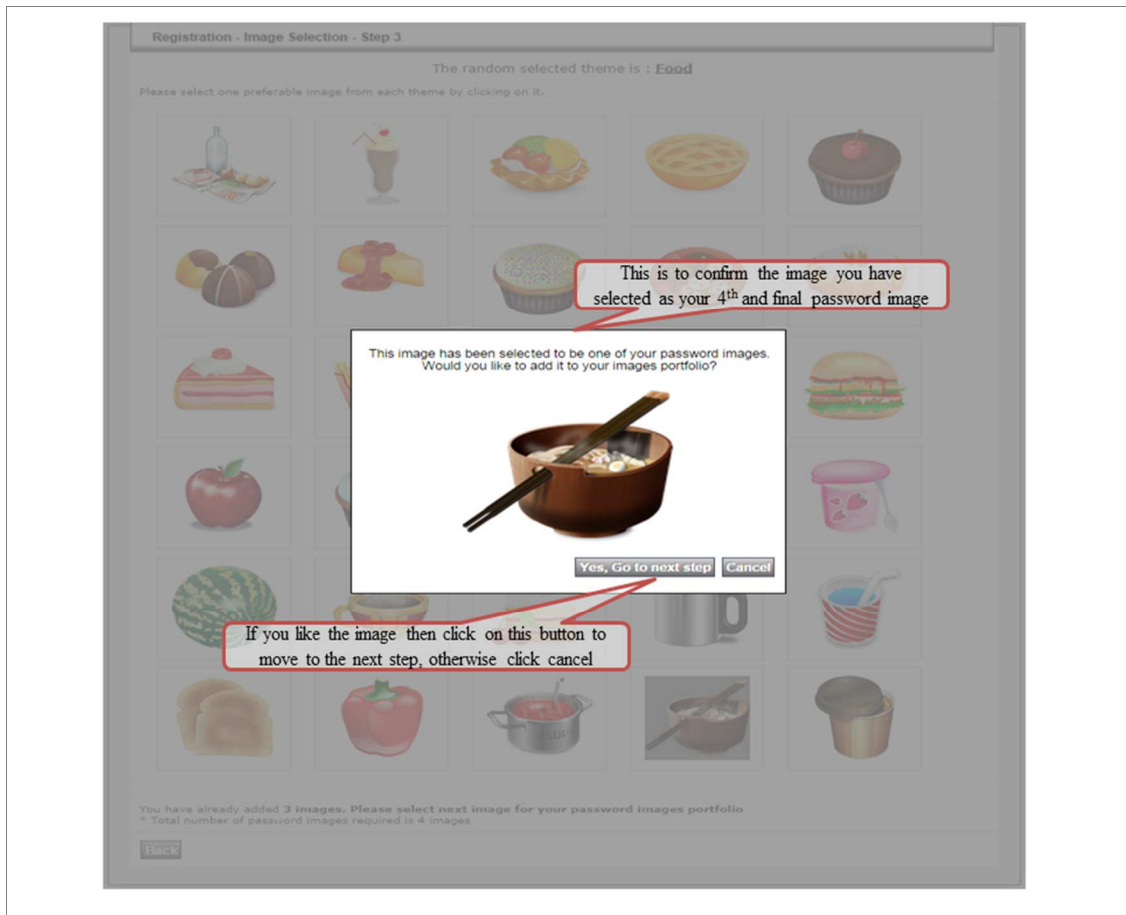 Registration - Image Selection - Step 3
The random selected theme is : Food
Please select one preferable image from each theme by clicking on it.
This is to confirm the image you have
selected as your 4th and final password image
This image has been selected to be one of your password images.
Would you like to add it to your images portfolio?
Yes, Go to next step Cancel
If you like the image then click on this button to
move to the next step, otherwise click cancel
SOUP
You have already added 3 images. Please select next image for your password images portfolio
* Total number of password images required is 4 images
Back